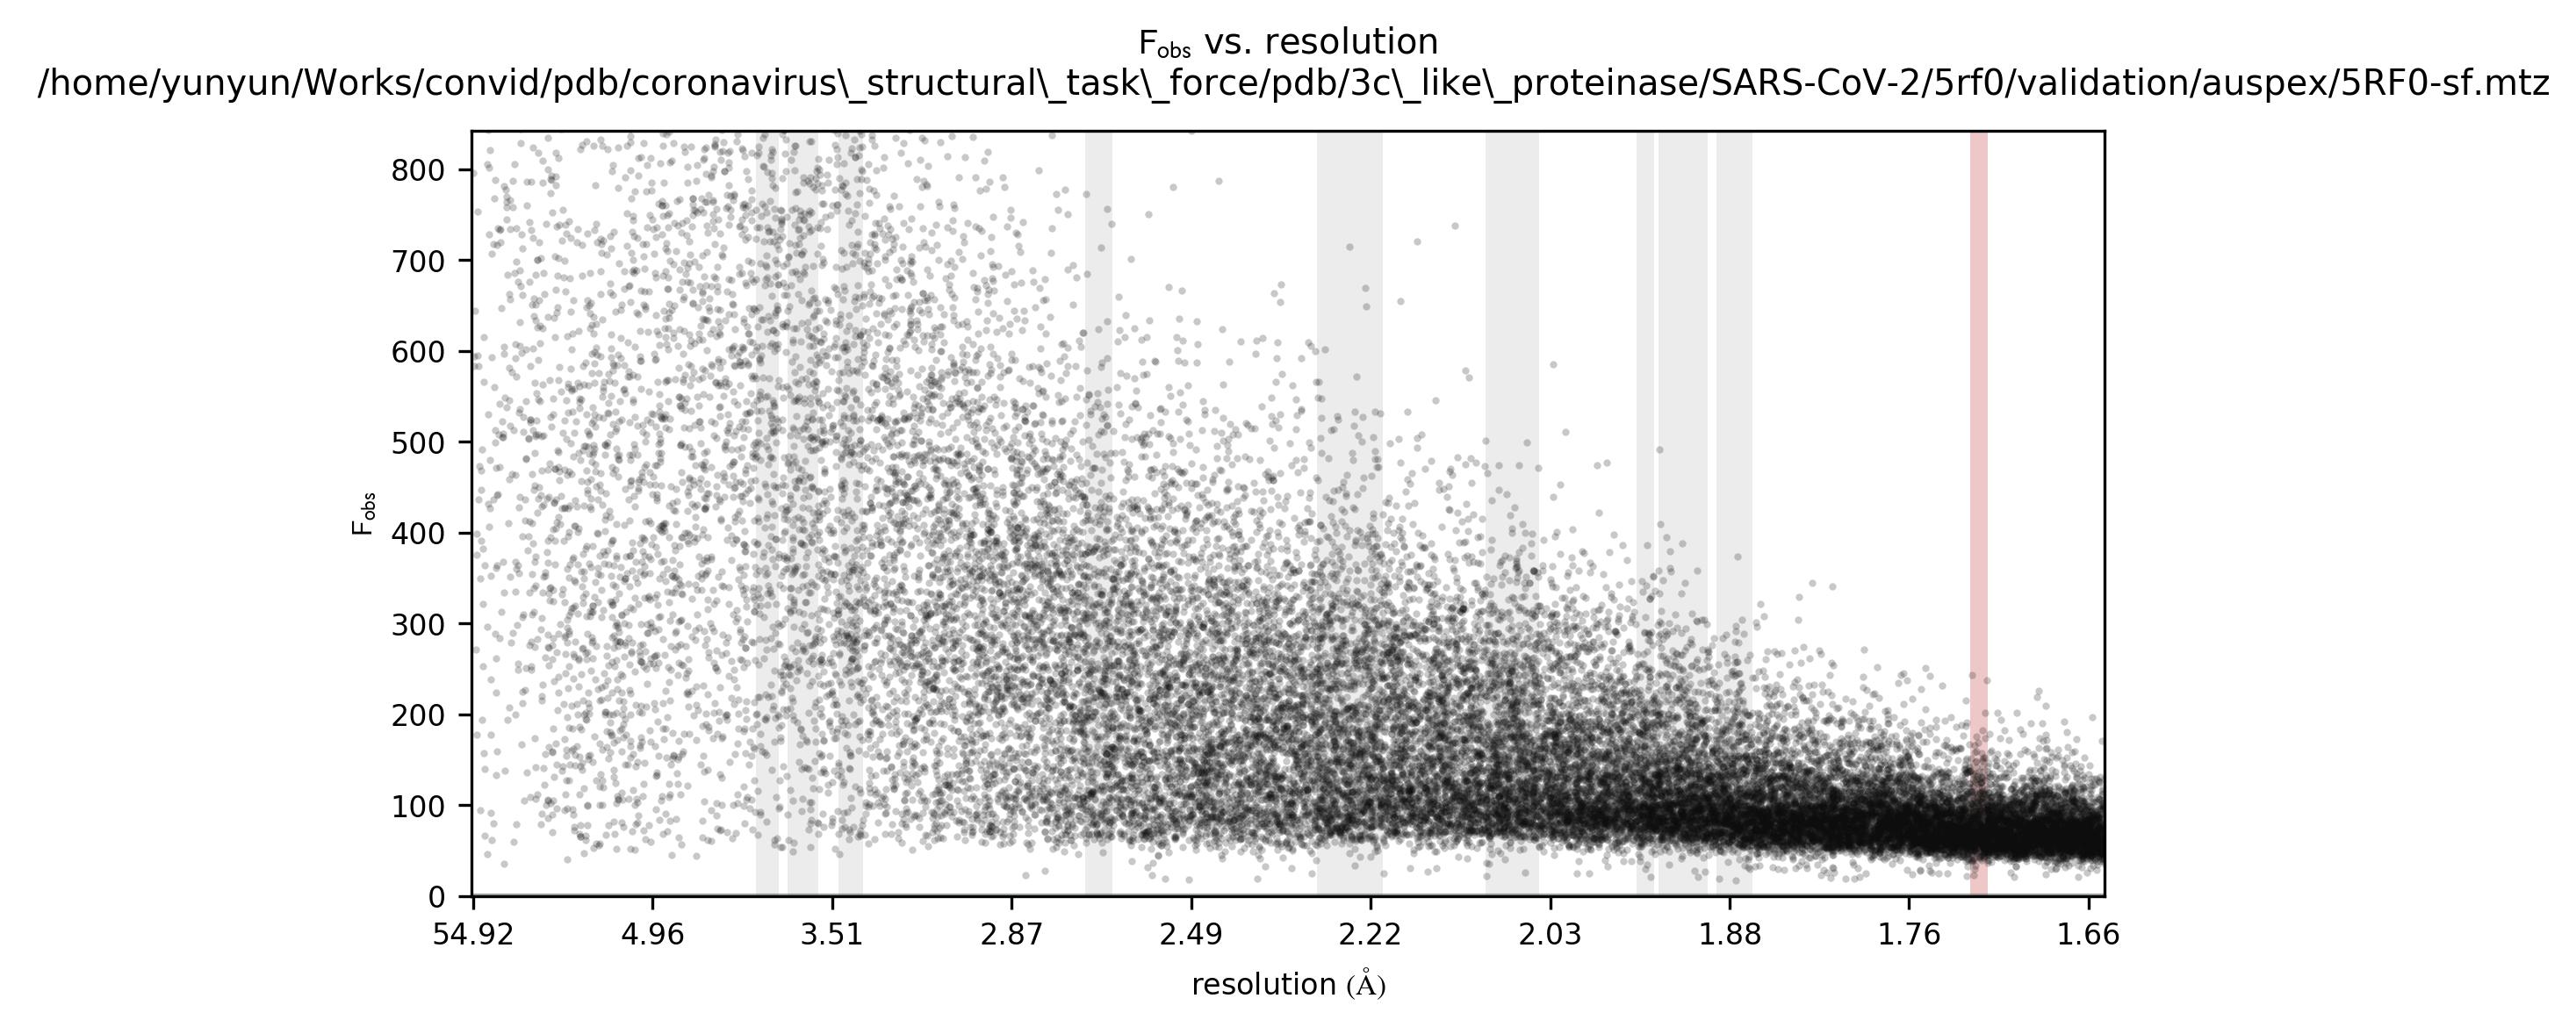 Fobs vs. resolution
/home/yunyun/Works/convid/pdb/coronavirus\_structural\_task\_force/pdb/3c\_like\_proteinase/SARS-CoV-2/5rf0/validation/auspex/5RF0-sf.mtz
800
700
600
500
400
300
200
100
0
Fobs
54.92 4.96 3.51 2.87 2.49 2.22 2.03 1.88 1.76 1.66
resolution (Å)